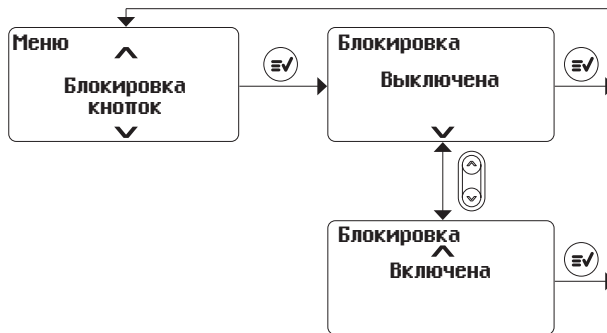 Меню
Блокировка
кнопок
Блокировка
Выключена
Блокировка
Включена